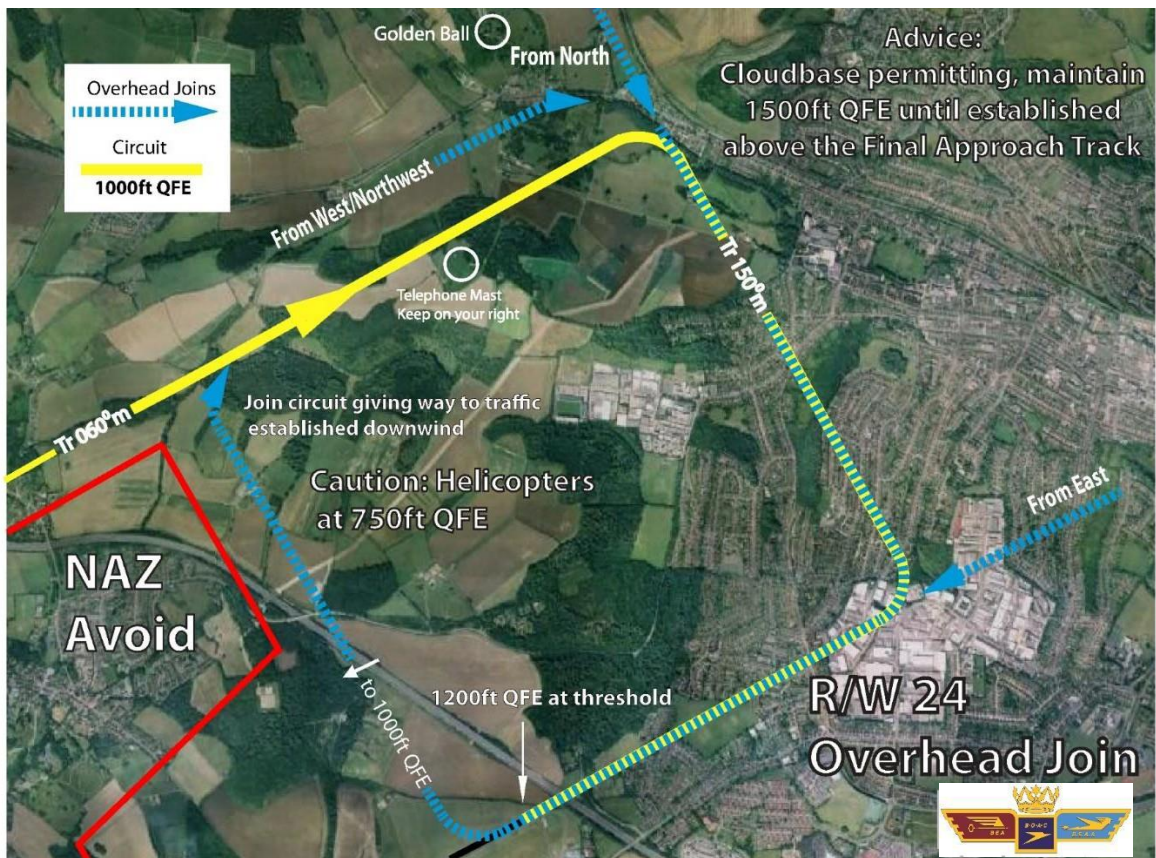 Golden Ball
From North
Advice:
Cloudbase permitting, maintain
1500ft QFE until established
above the Final Approach Track
Overhead Joins
Circuit
1000ft QFE
From West/Northwest
Telephone Mast
Keep on your right
Tr 150ºm
Tr 060ºm
Join circuit giving way to traffic
established downwind
Caution: Helicopters
at 750ft QFE
From East
NAZ
Avoid
to 1000ft QFE
1200ft QFE at threshold
R/W 24
Overhead Join